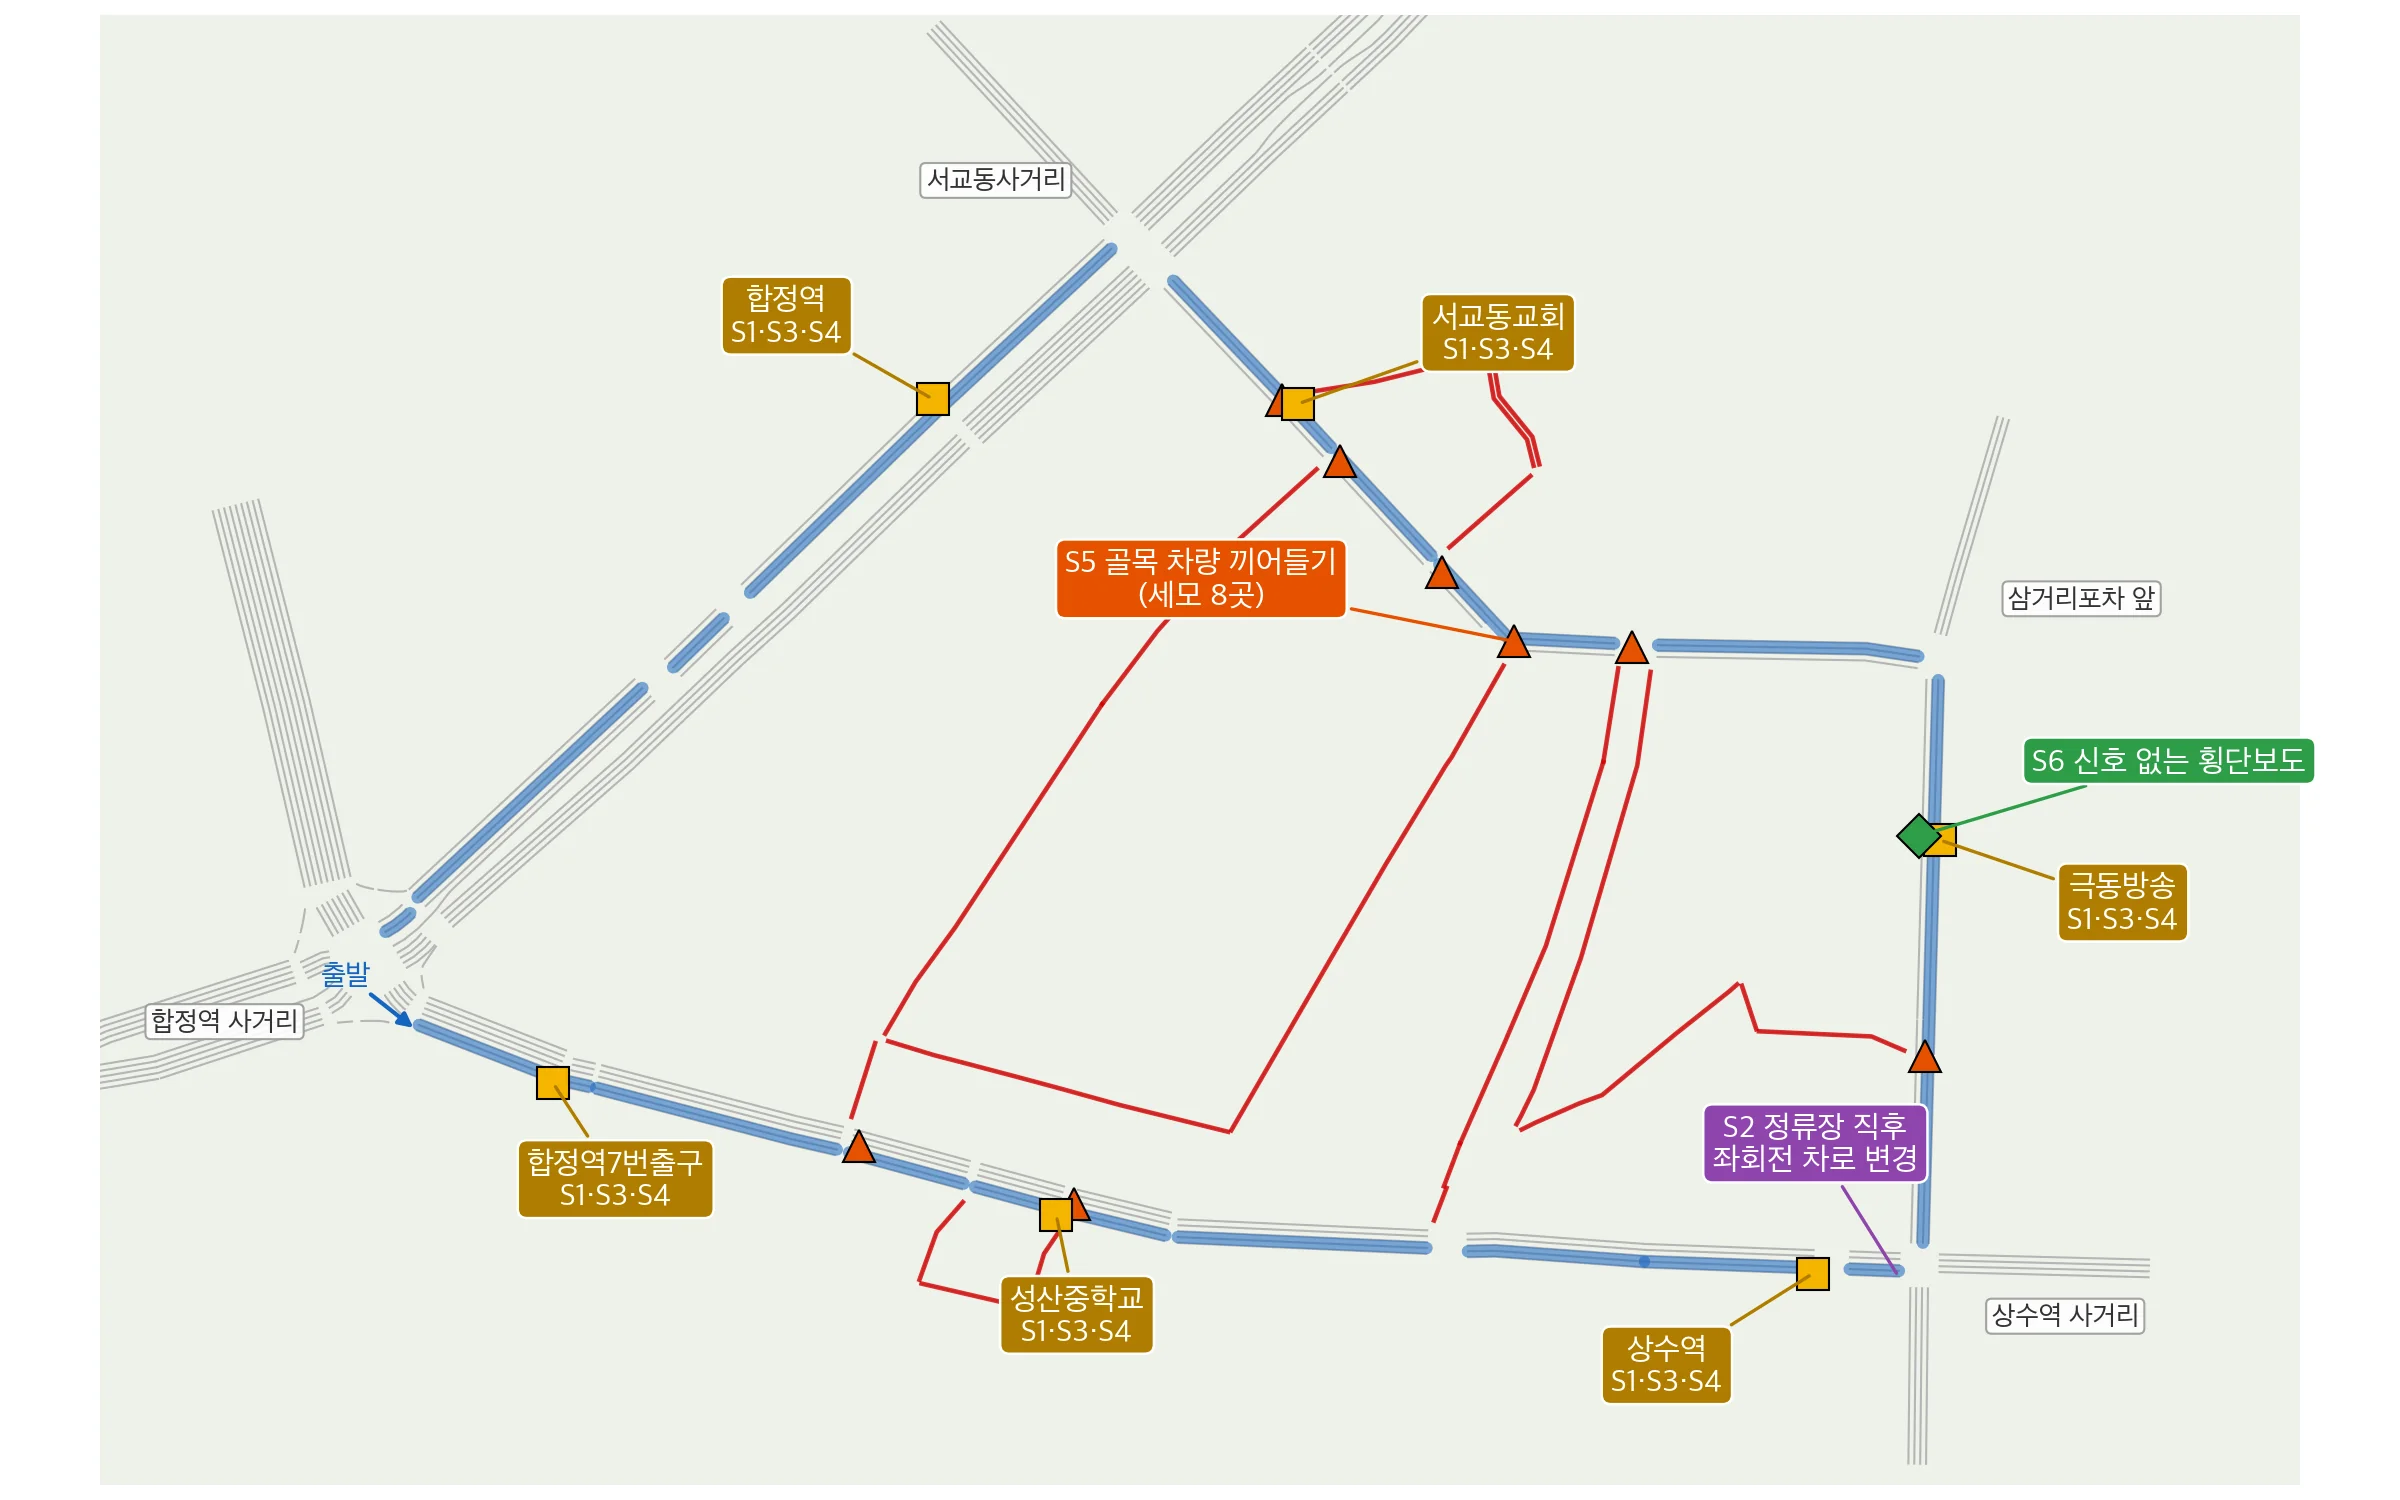 서교동사거리
합정역
S1·S3·S4
서교동교회
S1·S3·S4
S5 골목 차량 끼어들기
(세모 8곳)
삼거리포차 앞
S6 신호 없는 횡단보도
극동방송
S1·S3·S4
출발
합정역 사거리
S2 정류장 직후
좌회전 차로 변경
합정역7번출구
S1·S3·S4
성산중학교
S1·S3·S4
상수역 사거리
상수역
S1·S3·S4